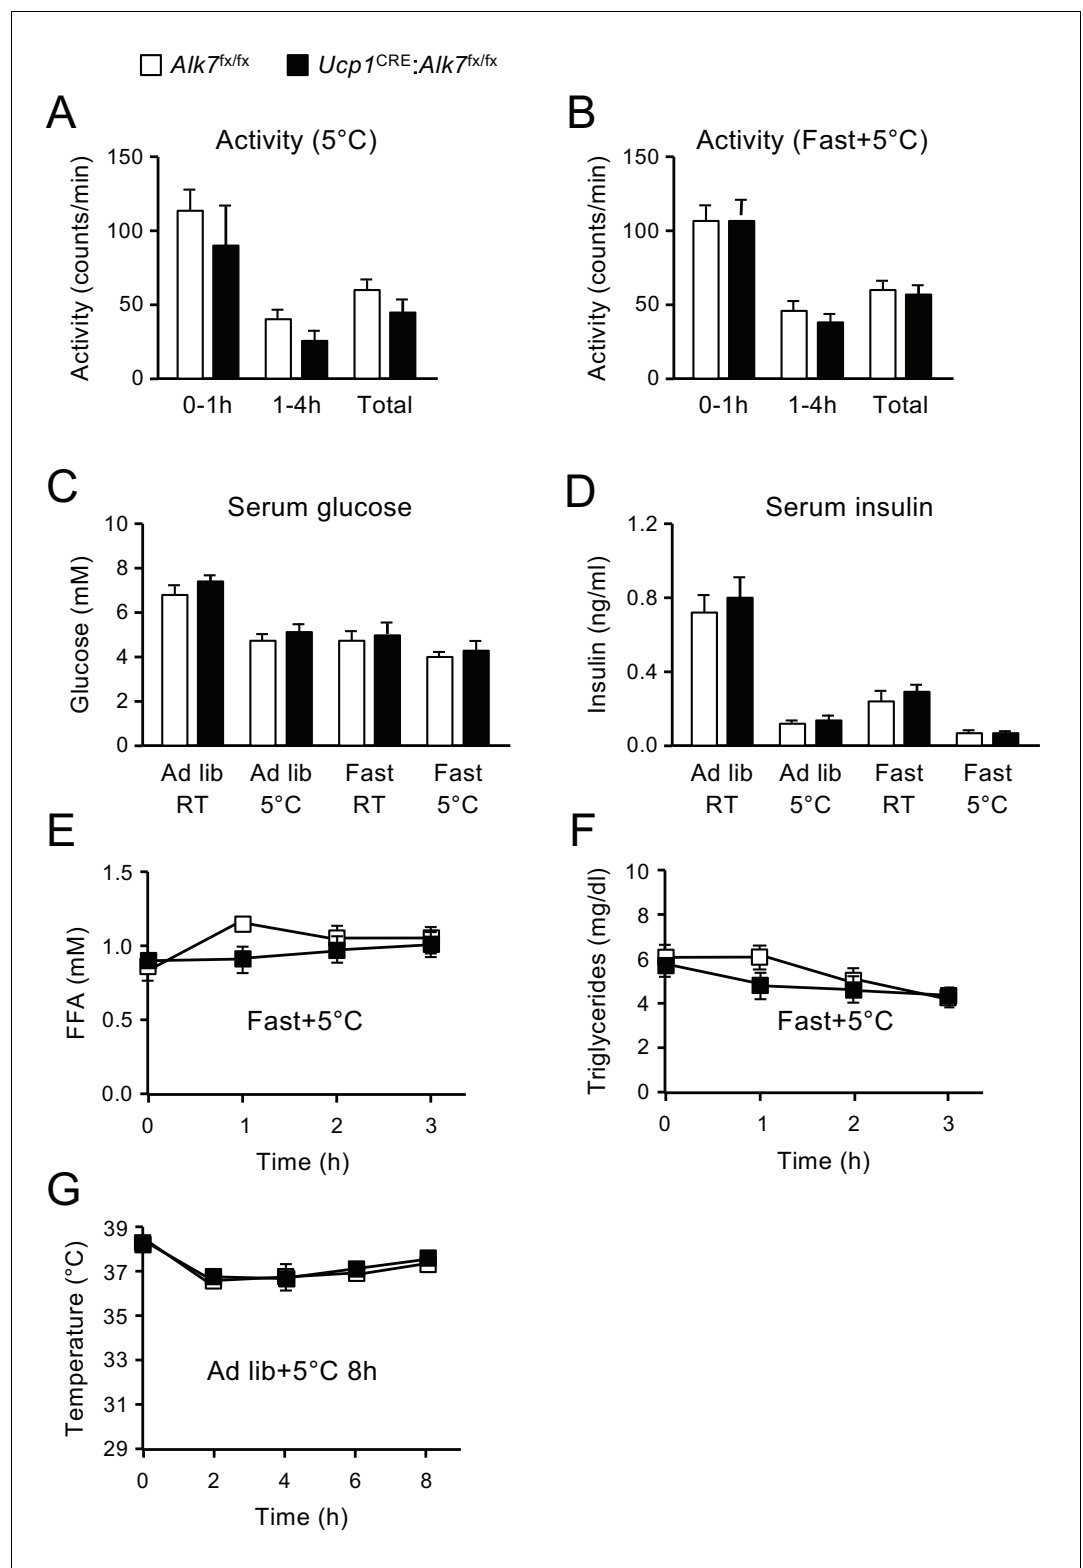 Alk7fx/fx Ucp1CRE:Alk7fx/fx
A
Activity (5°C)
Activity (counts/min)
150
100
50
0
0-1h 1-4h Total
B
Activity (Fast+5°C)
Activity (counts/min)
150
100
50
0
0-1h 1-4h Total
C
Serum glucose
Glucose (mM)
10
8
6
4
2
0
Ad lib Ad lib Fast Fast
RT 5°C RT 5°C
D
Serum insulin
Insulin (ng/ml)
1.2
0.8
0.4
0.0
Ad lib Ad lib Fast Fast
RT 5°C RT 5°C
E
FFA (mM)
1.5
1.0
0.5
0.0
Fast+5°C
0 1 2 3
Time (h)
F
Triglycerides (mg/dl)
10
8
6
4
2
0
Fast+5°C
0 1 2 3
Time (h)
G
Temperature (°C)
39
37
35
33
31
29
Ad lib+5°C 8h
0 2 4 6 8
Time (h)